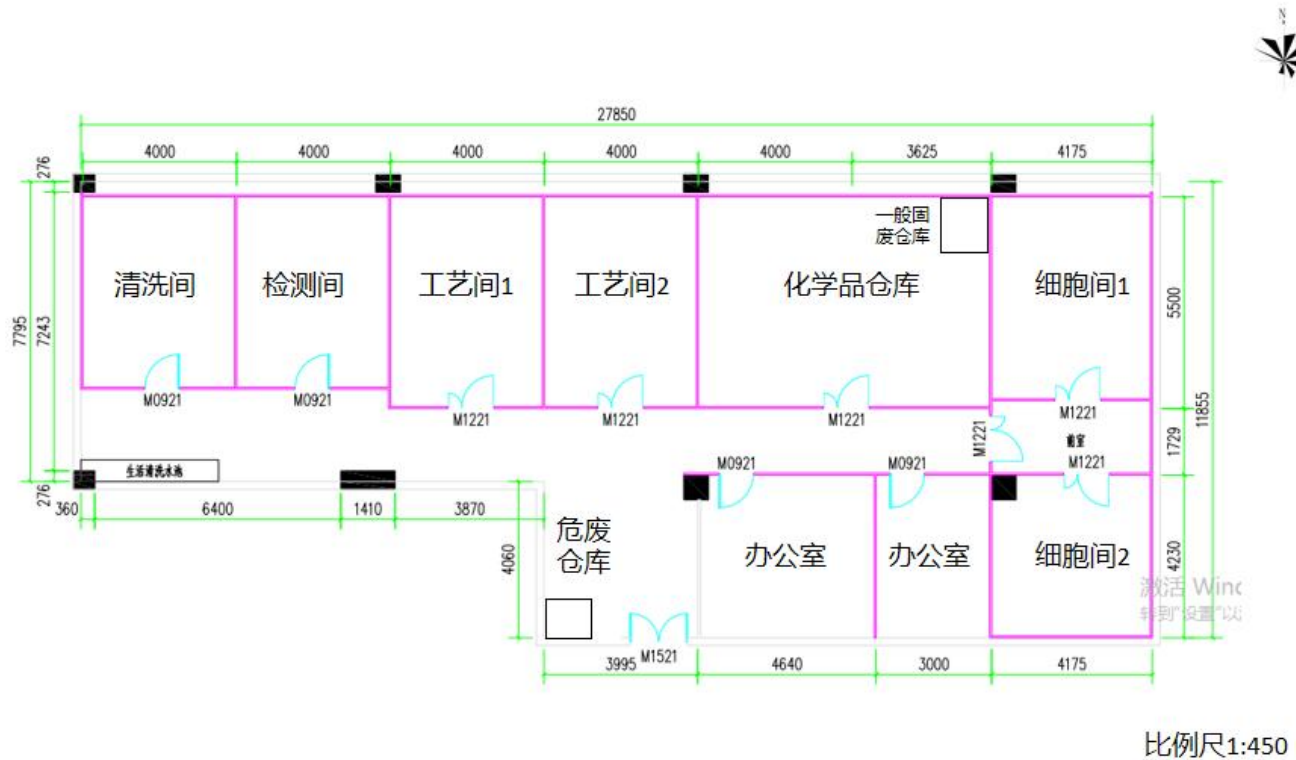 N
27850
4000
4000
4000
4000
4000
3625
4175
276
7795
7243
276
一般固
废仓库
清洗间
检测间
工艺间1
工艺间2
化学品仓库
细胞间1
5500
11855
M0921
M0921
M1221
M1221
M1221
M1221
M1221
前室
1729
M0921
M0921
M1221
生活清洗水池
360
6400
1410
3870
4060
危废
仓库
办公室
办公室
细胞间2
4230
激活 Winc
转到"设置"以
M1521
3995
4640
3000
4175
比例尺1:450